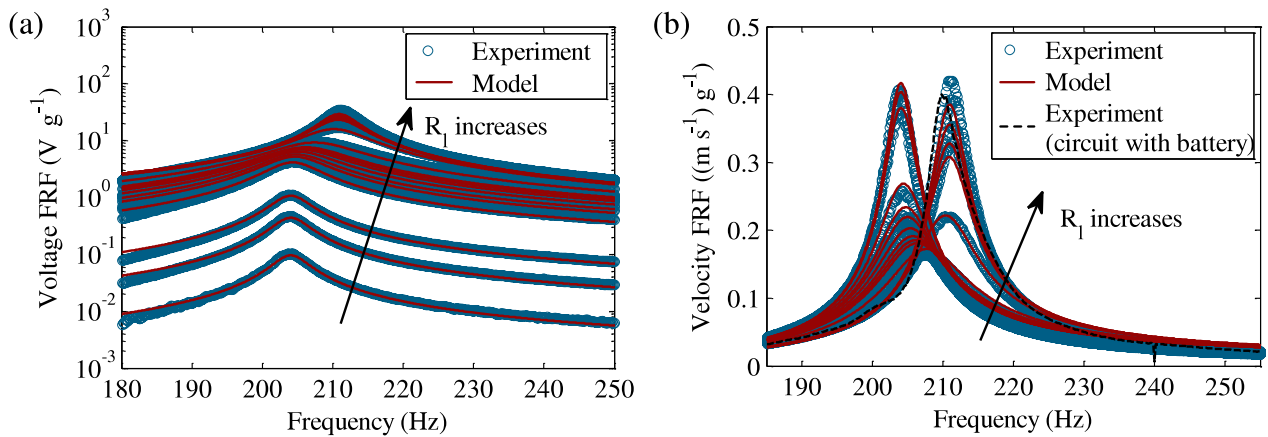 (a)
Voltage FRF (V g⁻¹)
10³
10²
10¹
10⁰
10⁻¹
10⁻²
10⁻³
180 190 200 210 220 230 240 250
Frequency (Hz)
Experiment
Model
Rₗ increases
(b)
Velocity FRF ((m s⁻¹) g⁻¹)
0.5
0.4
0.3
0.2
0.1
0
190 200 210 220 230 240 250
Frequency (Hz)
Experiment
Model
Experiment
(circuit with battery)
Rₗ increases